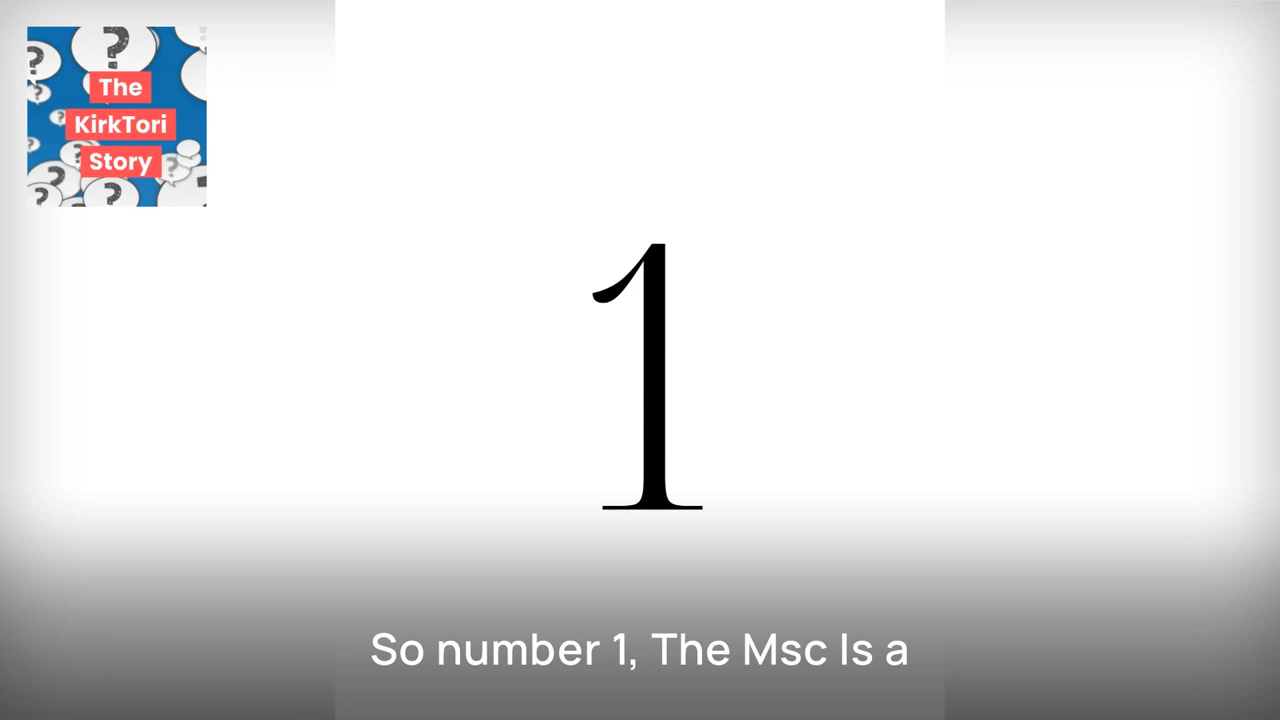 The
KirkTori
Story
1
So number 1, The Msc Is a